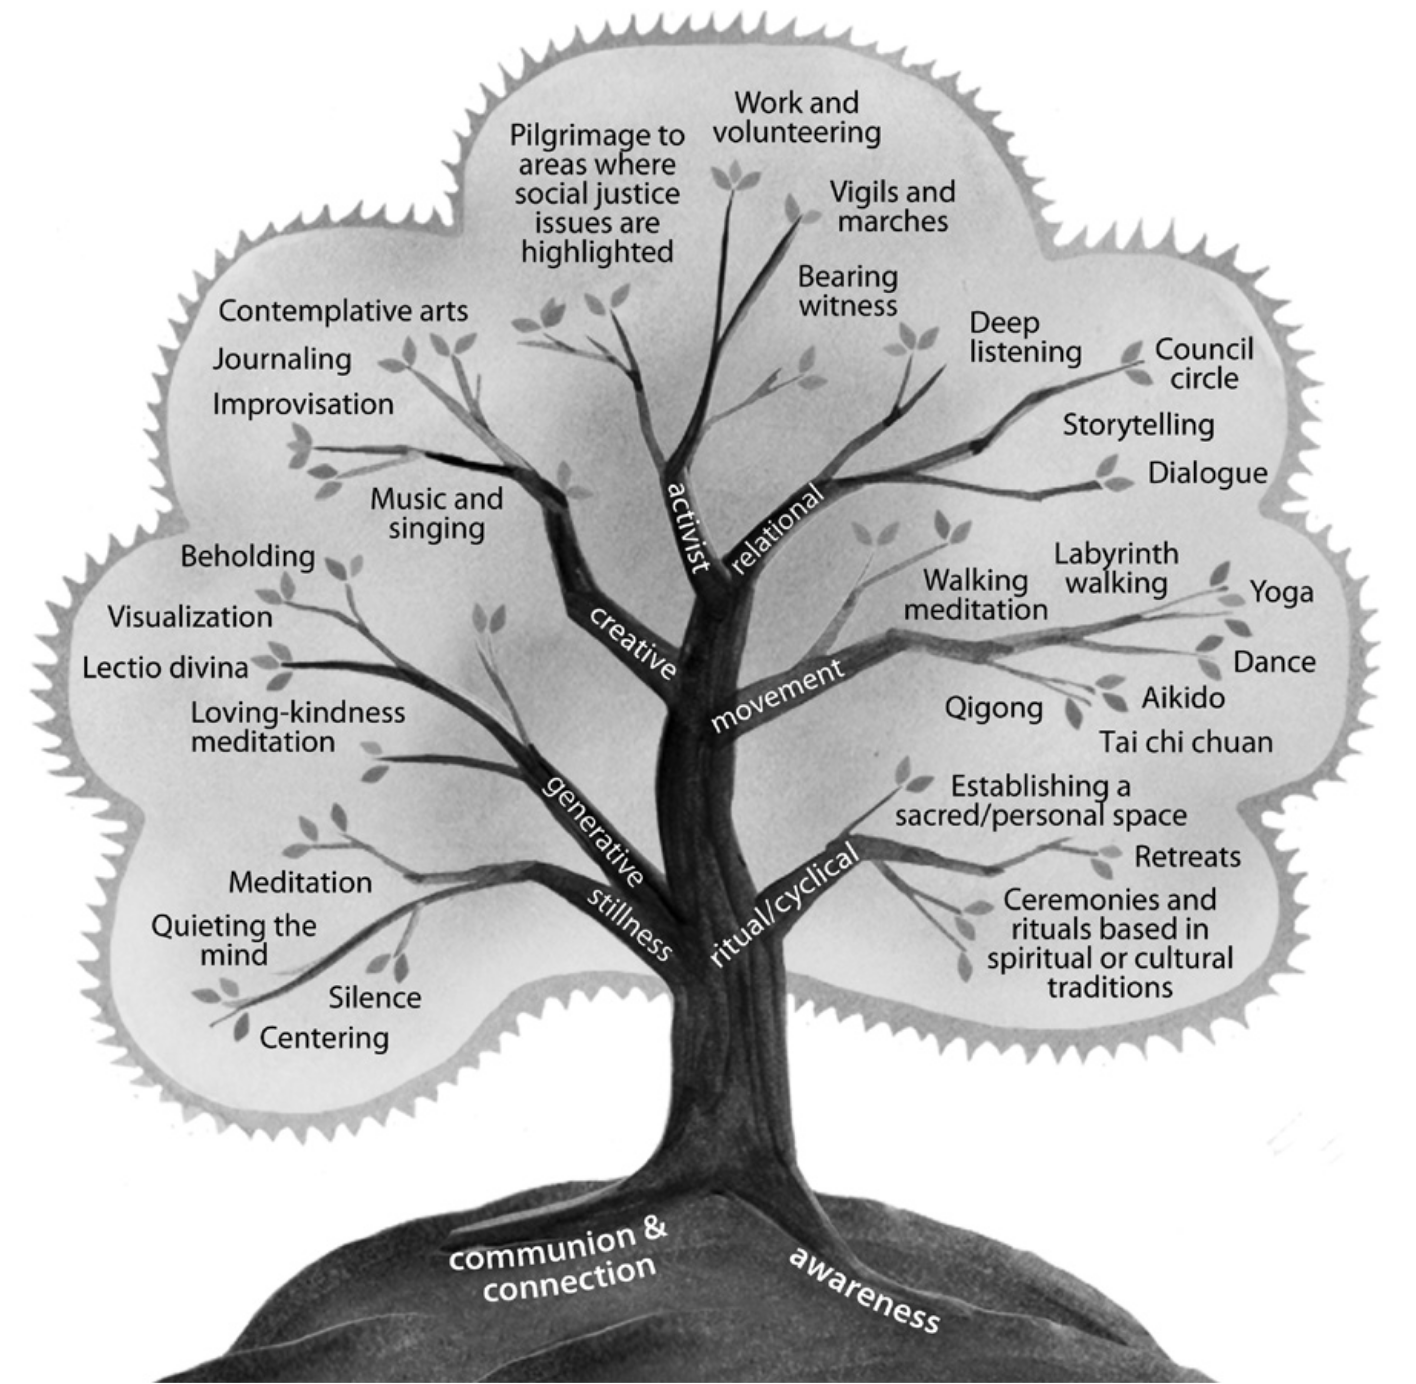 Work and
volunteering
Pilgrimage to
areas where
social justice
issues are
highlighted
Vigils and
marches
Bearing
witness
Deep
listening
Council
circle
Storytelling
Dialogue
Contemplative arts
Journaling
Improvisation
Music and
singing
activist
relational
Beholding
Visualization
Lectio divina
Loving-kindness
meditation
creative
movement
Walking
meditation
Labyrinth
walking
Yoga
Dance
Aikido
Qigong
Tai chi chuan
generative
stillness
ritual/cyclical
Establishing a
sacred/personal space
Retreats
Ceremonies and
rituals based in
spiritual or cultural
traditions
Meditation
Quieting the
mind
Silence
Centering
communion &
connection
awareness